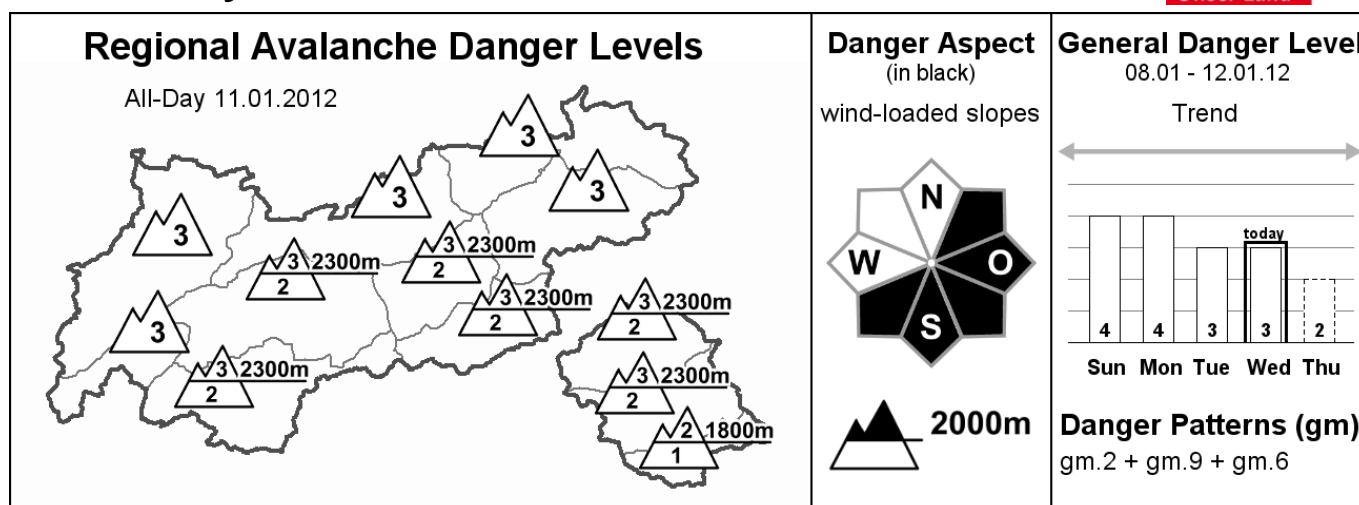 Regional Avalanche Danger Levels
All-Day 11.01.2012
3
3
3
3
3
3 2300m
2
3 2300m
2
3 2300m
2
3
3 2300m
2
3 2300m
2
3 2300m
2
2 1800m
1
Danger Aspect
(in black)
wind-loaded slopes
N
W O
S
2000m
General Danger Level
08.01 - 12.01.12
Trend
today
4 4 3 3 2
Sun Mon Tue Wed Thu
Danger Patterns (gm)
gm.2 + gm.9 + gm.6